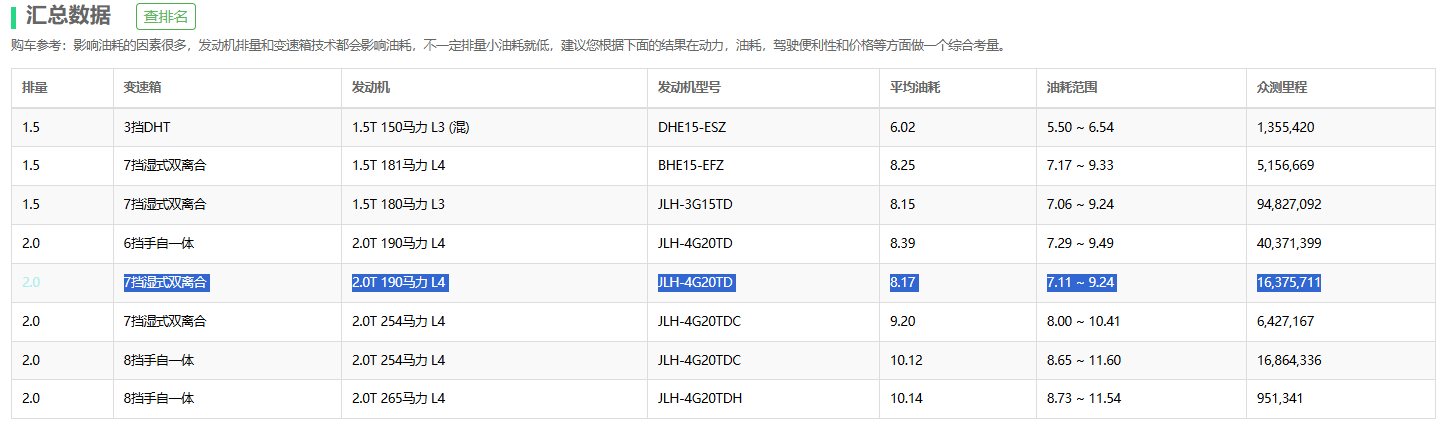 汇总数据 查排名
购车参考：影响油耗的因素很多，发动机排量和变速箱技术都会影响油耗，不一定排量小油耗就低，建议您根据下面的结果在动力，油耗，驾驶便利性和价格等方面做一个综合考量。
排量 变速箱 发动机 发动机型号 平均油耗 油耗范围 众测里程
1.5 3挡DHT 1.5T 150马力 L3 (混) DHE15-ESZ 6.02 5.50 ~ 6.54 1,355,420
1.5 7挡湿式双离合 1.5T 181马力 L4 BHE15-EFZ 8.25 7.17 ~ 9.33 5,156,669
1.5 7挡湿式双离合 1.5T 180马力 L3 JLH-3G15TD 8.15 7.06 ~ 9.24 94,827,092
2.0 6挡手自一体 2.0T 190马力 L4 JLH-4G20TD 8.39 7.29 ~ 9.49 40,371,399
2.0 7挡湿式双离合 2.0T 190马力 L4 JLH-4G20TD 8.17 7.11 ~ 9.24 16,375,711
2.0 7挡湿式双离合 2.0T 254马力 L4 JLH-4G20TDC 9.20 8.00 ~ 10.41 6,427,167
2.0 8挡手自一体 2.0T 254马力 L4 JLH-4G20TDC 10.12 8.65 ~ 11.60 16,864,336
2.0 8挡手自一体 2.0T 265马力 L4 JLH-4G20TDH 10.14 8.73 ~ 11.54 951,341